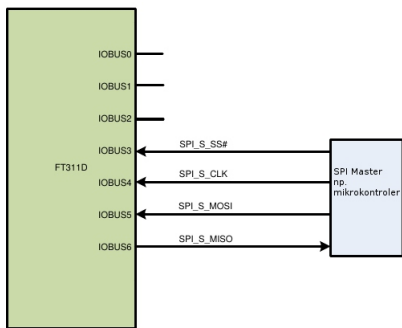 IOBUS0
IOBUS1
IOBUS2
IOBUS3
SPI_S_SS#
FT311D
IOBUS4
SPI_S_CLK
IOBUS5
SPI_S_MOSI
IOBUS6
SPI_S_MISO
SPI Master
np.
mikrokontroler